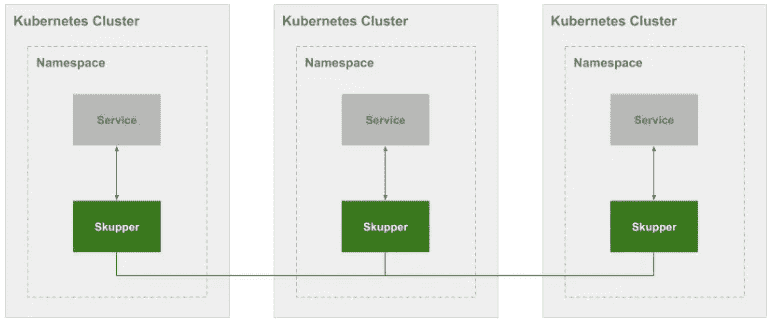 Kubernetes Cluster
Namespace
Service
Skupper
Kubernetes Cluster
Namespace
Service
Skupper
Kubernetes Cluster
Namespace
Service
Skupper